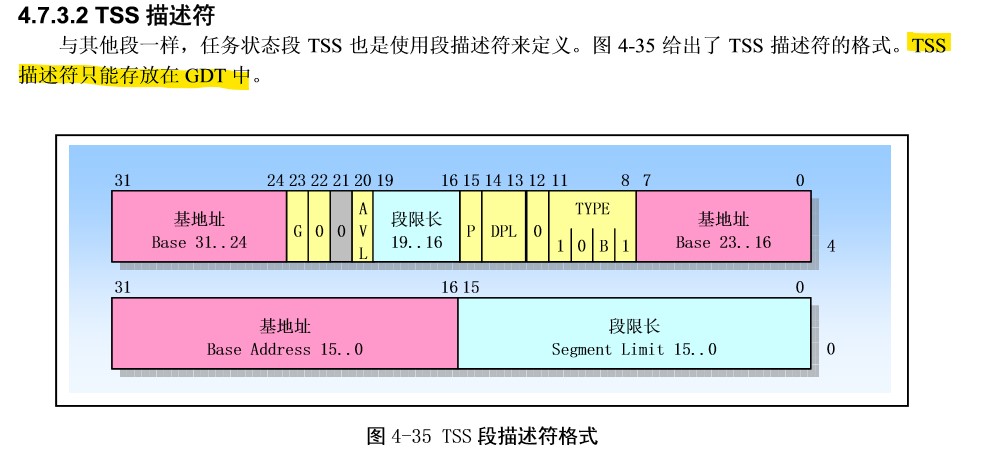 4.7.3.2 TSS 描述符
与其他段一样，任务状态段 TSS 也是使用段描述符来定义。图 4-35 给出了 TSS 描述符的格式。TSS
描述符只能存放在 GDT 中。
31 24 23 22 21 20 19 16 15 14 13 12 11 8 7 0
基地址 Base 31..24 G 0 0 AVL 段限长 19..16 P DPL 0 TYPE 1 0 B 1 基地址 Base 23..16 4
31 16 15 0
基地址 段限长
Base Address 15..0 Segment Limit 15..0 0
图 4-35 TSS 段描述符格式